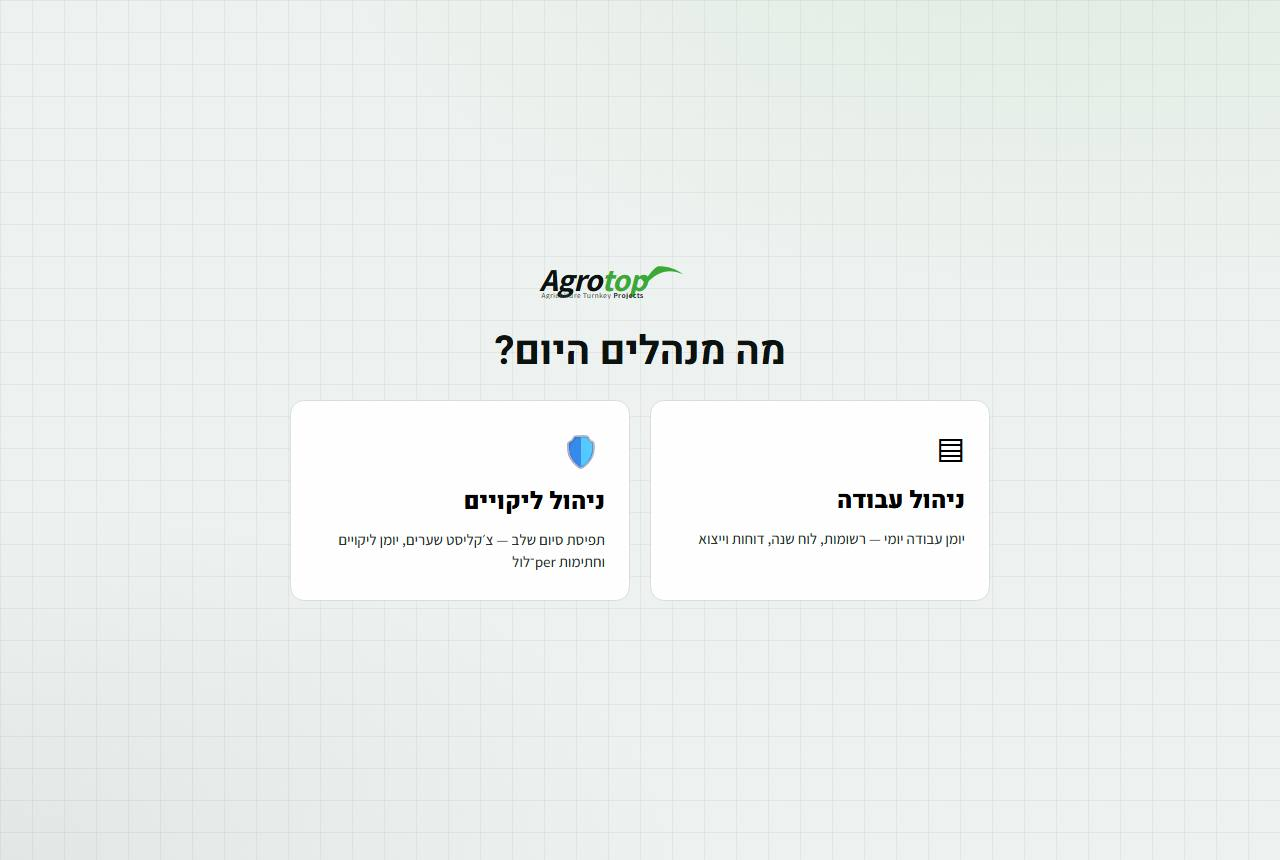 Agrotop
Agriculture Turnkey Projects
מה מנהלים היום?
ניהול עבודה
יומן עבודה יומי — רשומות, לוח שנה, דוחות וייצוא
ניהול ליקויים
תפיסת סיום שלב — צ׳קליסט שערים, יומן ליקויים
וחתימות per־לול